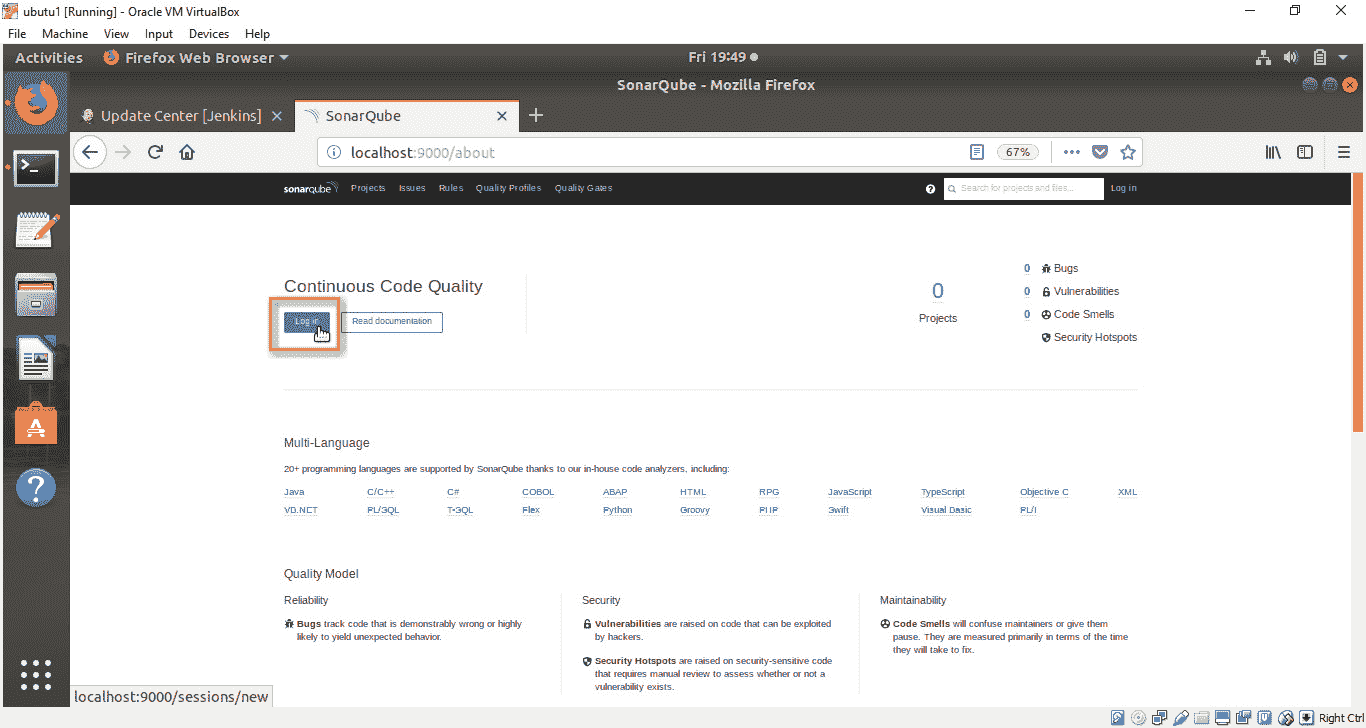 ubutu1 [Running] - Oracle VM VirtualBox
File Machine View Input Devices Help
Activities Firefox Web Browser Fri 19:49
SonarQube - Mozilla Firefox
Update Center [Jenkins] SonarQube
localhost:9000/about 67%
sonarqube Projects Issues Rules Quality Profiles Quality Gates ? Search for projects and files... Log in
Continuous Code Quality
Log in Read documentation
0 Projects
0 Bugs
0 Vulnerabilities
0 Code Smells
Security Hotspots
Multi-Language
20+ programming languages are supported by SonarQube thanks to our in-house code analyzers, including:
Java C/C++ C# COBOL ABAP HTML RPG JavaScript TypeScript Objective C XML
VB.NET PL/SQL T-SQL Flex Python Groovy PHP Swift Visual Basic PL/I
Quality Model
Reliability
Bugs track code that is demonstrably wrong or highly
likely to yield unexpected behavior.
Security
Vulnerabilities are raised on code that can be exploited
by hackers.
Security Hotspots are raised on security-sensitive code
that requires manual review to assess whether or not a
vulnerability exists.
Maintainability
Code Smells will confuse maintainers or give them
pause. They are measured primarily in terms of the time
they will take to fix.
localhost:9000/sessions/new
Right Ctrl